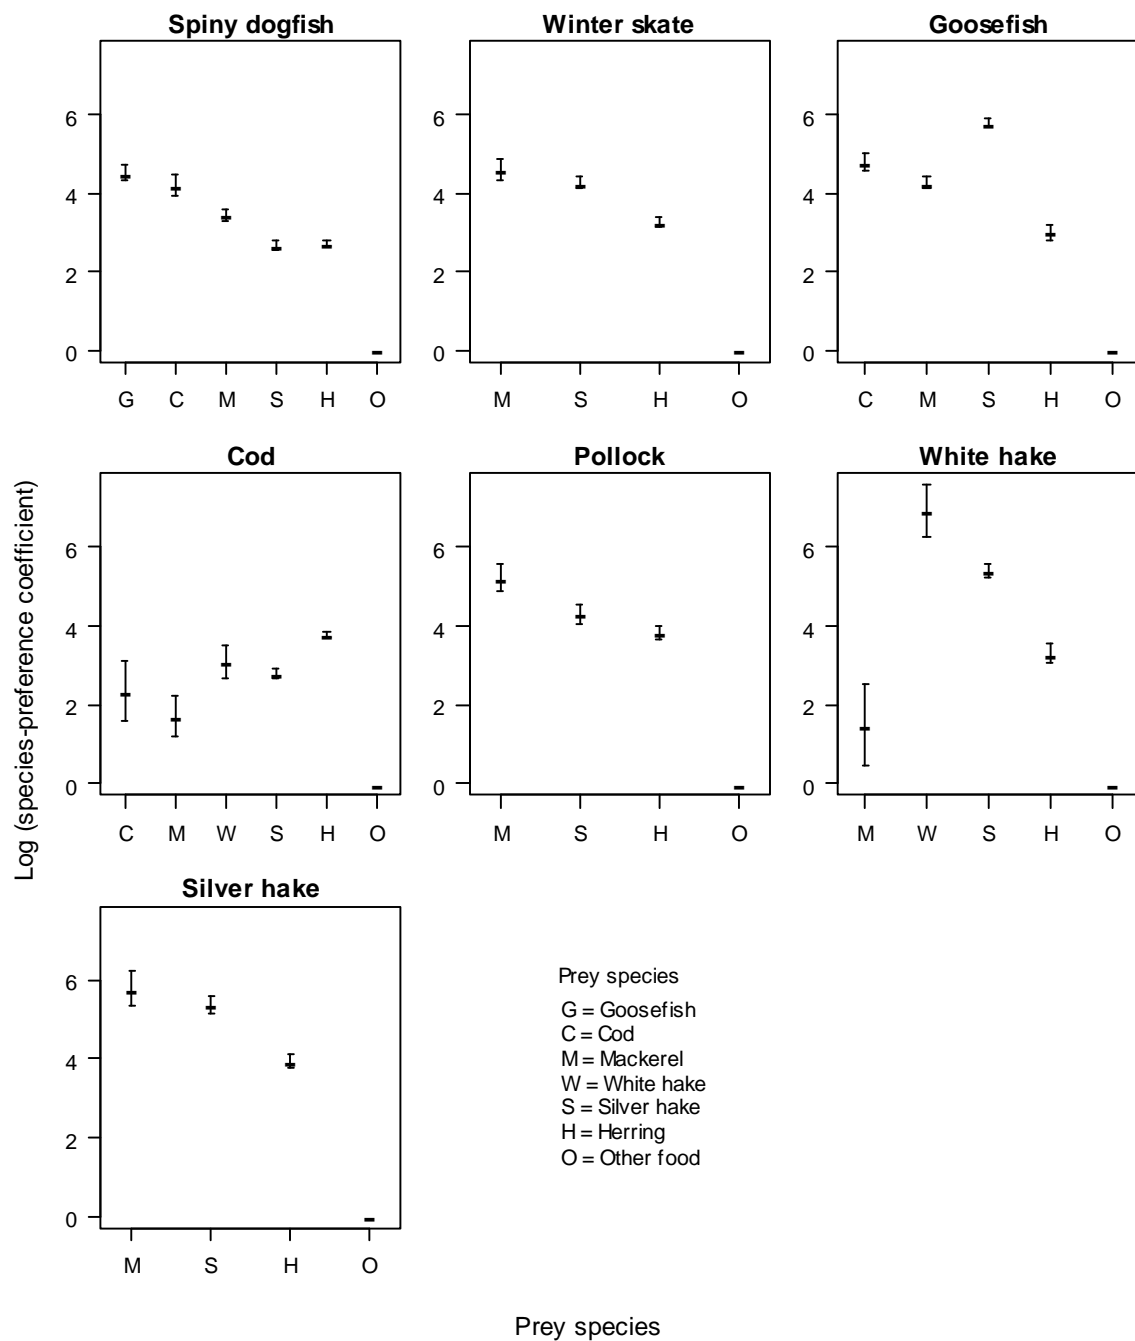 Spiny dogfish
Winter skate
Goosefish
6
4
2
0
G C M S H O
6
4
2
0
M S H O
6
4
2
0
C M S H O
Log (species-preference coefficient)
Cod
Pollock
White hake
6
4
2
0
C M W S H O
6
4
2
0
M S H O
6
4
2
0
M W S H O
Silver hake
6
4
2
0
M S H O
Prey species
G = Goosefish
C = Cod
M = Mackerel
W = White hake
S = Silver hake
H = Herring
O = Other food
Prey species